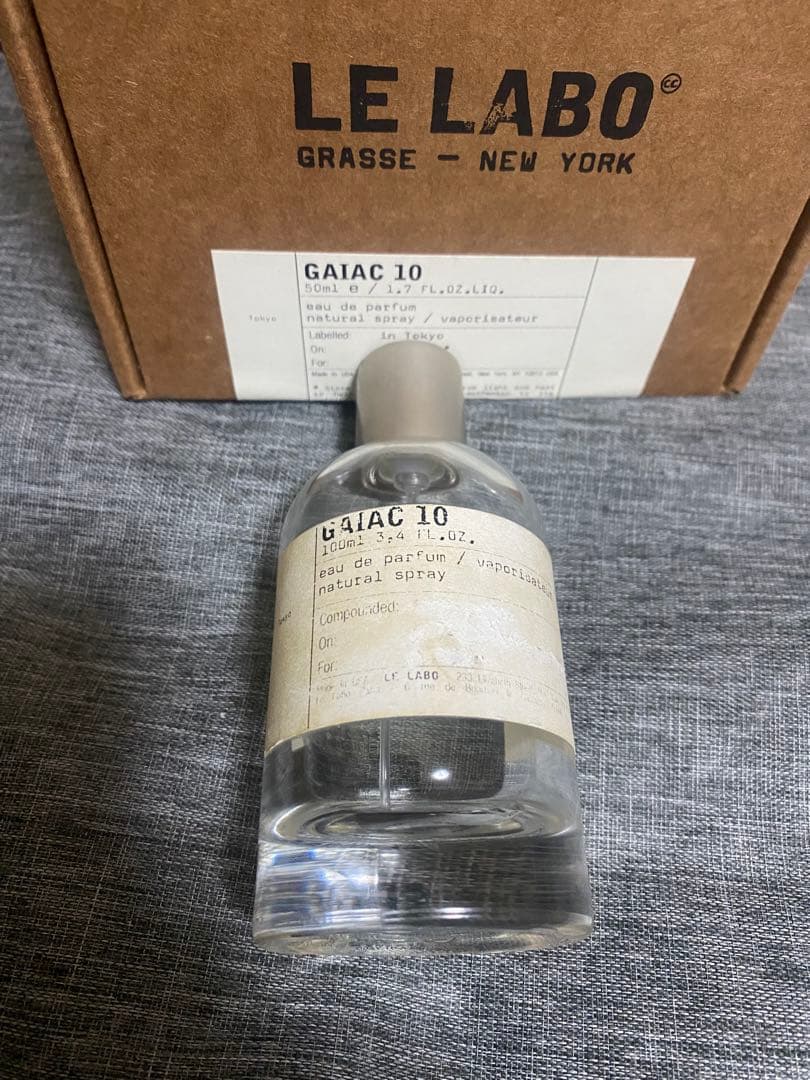 LE LABO
cc
GRASSE — NEW YORK
GAIAC 10
50ml e / 1.7 FL.OZ.LIQ.
eau de parfum
natural spray / vaporisateur
Tokyo
Labelled: in Tokyo
On:
For:
GAIAC 10
100ml 3.4 FL.OZ.
eau de parfum / vaporisateur
natural spray
Compounded:
On:
For:
LE LABO